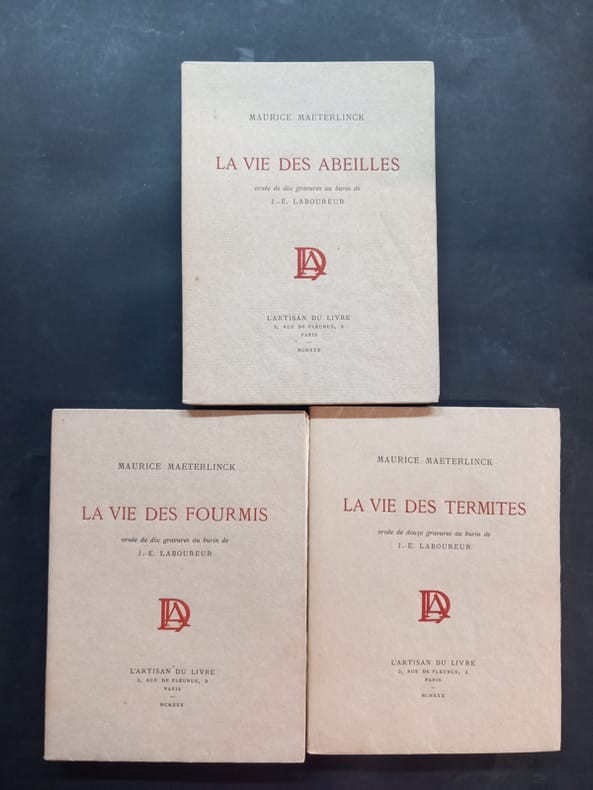 MAURICE MAETERLINCK
LA VIE DES ABEILLES
ornée de dix gravures au burin de
J.-E. LABOUREUR
L'ARTISAN DU LIVRE
2, RUE DE FLEURUS, 2
PARIS
MCMXXX
MAURICE MAETERLINCK
LA VIE DES FOURMIS
ornée de dix gravures au burin de
J.-E. LABOUREUR
L'ARTISAN DU LIVRE
2, RUE DE FLEURUS, 2
PARIS
MCMXXX
MAURICE MAETERLINCK
LA VIE DES TERMITES
ornée de douze gravures au burin de
J.-E. LABOUREUR
L'ARTISAN DU LIVRE
2, RUE DE FLEURUS, 2
PARIS
MCMXXX